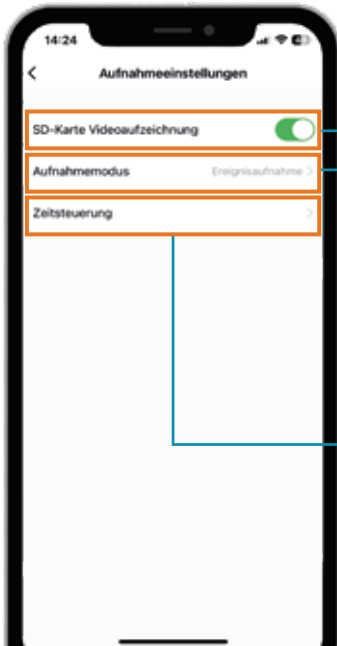 14:24
Aufnahmeeinstellungen
SD-Karte Videoaufzeichnung
Aufnahmemodus Ereignisaufnahme
Zeitsteuerung